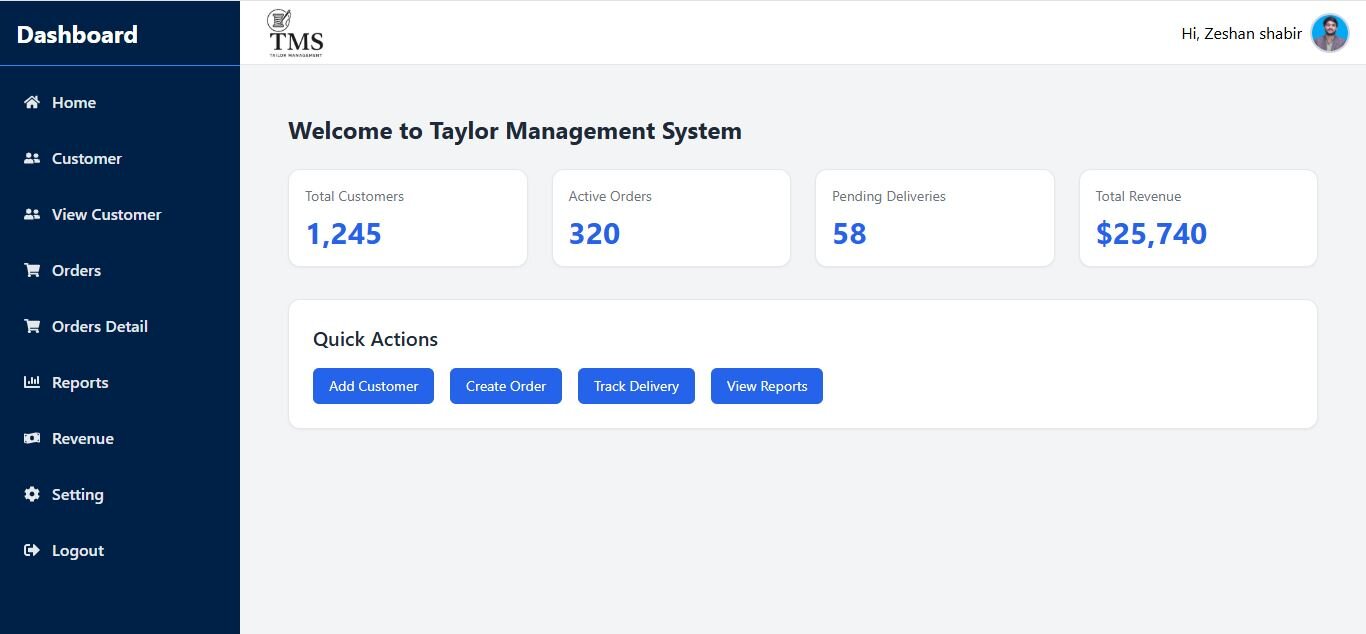 Dashboard
TMS
TAILOR MANAGEMENT
Hi, Zeshan shabir
Home
Customer
View Customer
Orders
Orders Detail
Reports
Revenue
Setting
Logout
Welcome to Taylor Management System
Total Customers
1,245
Active Orders
320
Pending Deliveries
58
Total Revenue
$25,740
Quick Actions
Add Customer
Create Order
Track Delivery
View Reports